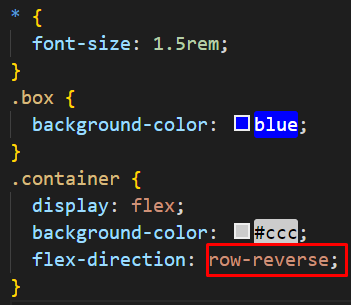 * {
font-size: 1.5rem;
}
.box {
background-color: blue;
}
.container {
display: flex;
background-color: #ccc;
flex-direction: row-reverse;
}